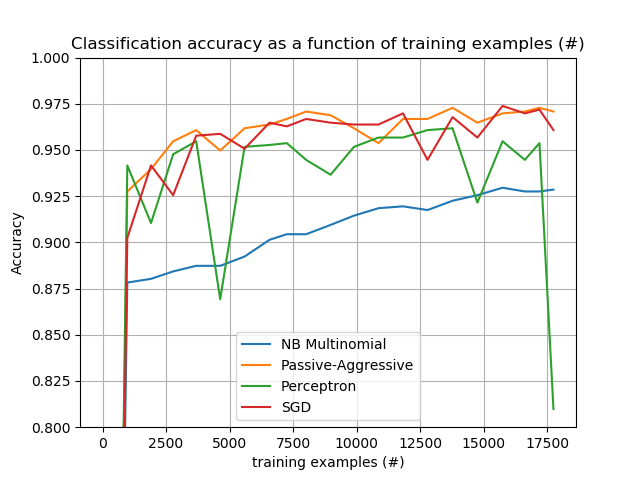 Classification accuracy as a function of training examples (#)
1.000
0.975
0.950
0.925
0.900
0.875
0.850
0.825
0.800
Accuracy
NB Multinomial
Passive-Aggressive
Perceptron
SGD
0 2500 5000 7500 10000 12500 15000 17500
training examples (#)